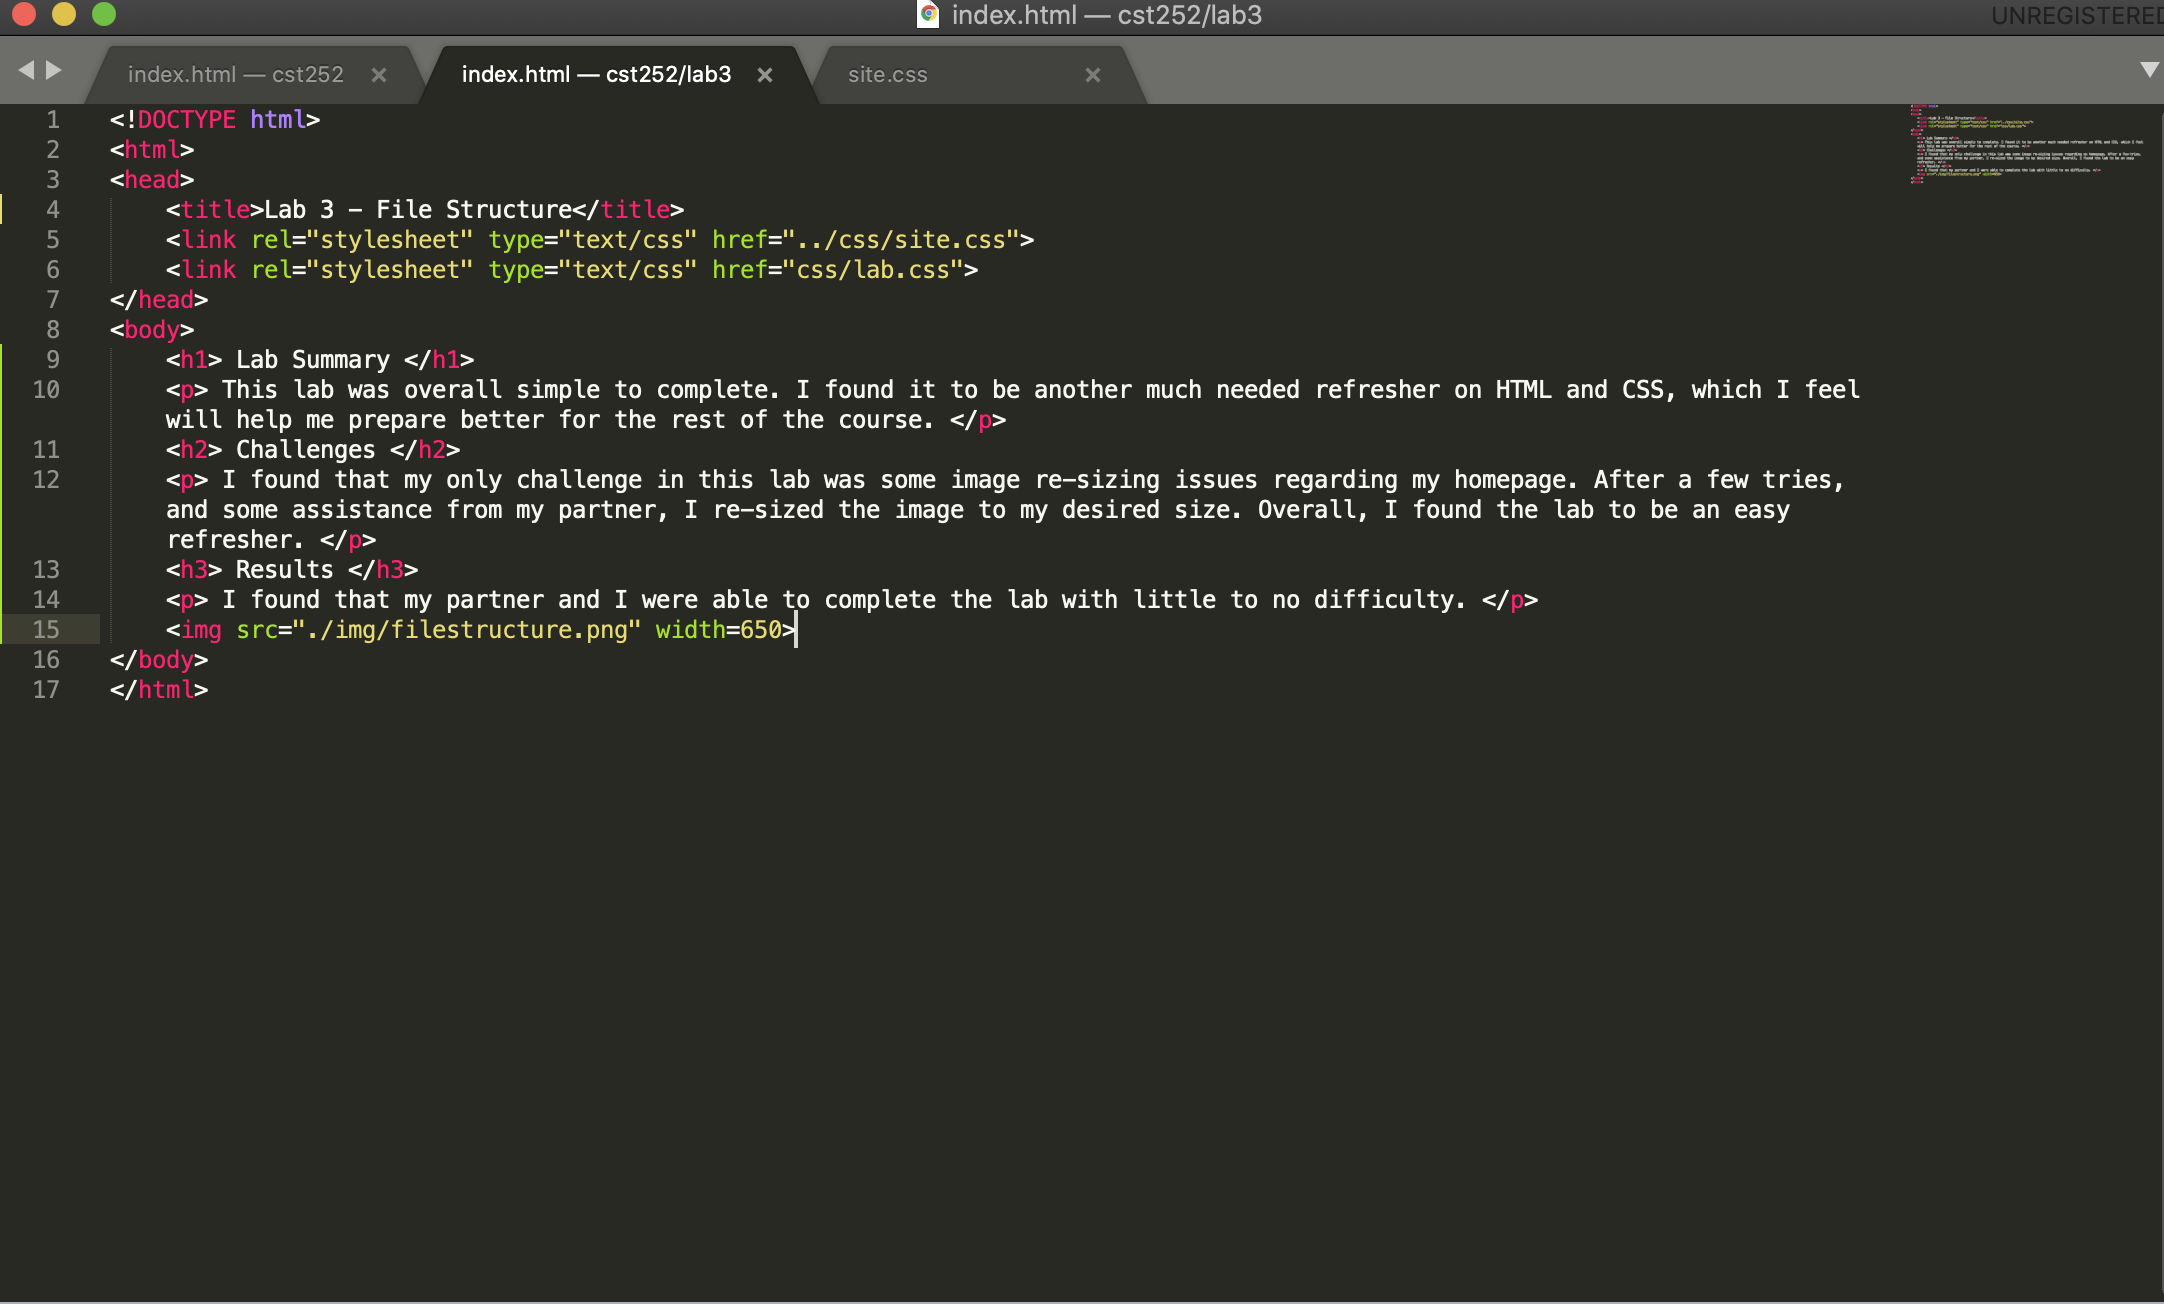 index.html — cst252/lab3
UNREGISTERED
index.html — cst252
index.html — cst252/lab3
site.css
1 <!DOCTYPE html>
2 <html>
3 <head>
4 <title>Lab 3 - File Structure</title>
5 <link rel="stylesheet" type="text/css" href="../css/site.css">
6 <link rel="stylesheet" type="text/css" href="css/lab.css">
7 </head>
8 <body>
9 <h1> Lab Summary </h1>
10 <p> This lab was overall simple to complete. I found it to be another much needed refresher on HTML and CSS, which I feel
will help me prepare better for the rest of the course. </p>
11 <h2> Challenges </h2>
12 <p> I found that my only challenge in this lab was some image re-sizing issues regarding my homepage. After a few tries,
and some assistance from my partner, I re-sized the image to my desired size. Overall, I found the lab to be an easy
refresher. </p>
13 <h3> Results </h3>
14 <p> I found that my partner and I were able to complete the lab with little to no difficulty. </p>
15 <img src="./img/filestructure.png" width=650>
16 </body>
17 </html>